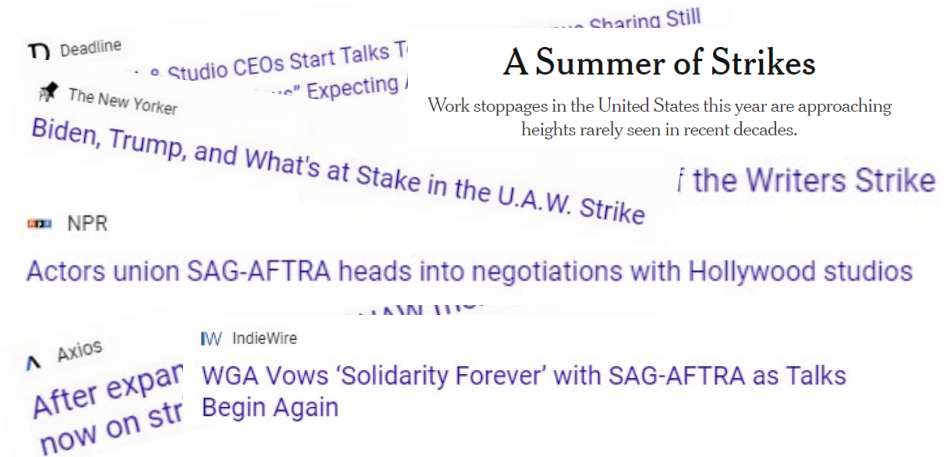 Deadline
Sharing Still
Studio CEOs Start Talks
Expecting
A Summer of Strikes
Work stoppages in the United States this year are approaching
heights rarely seen in recent decades.
The New Yorker
Biden, Trump, and What's at Stake in the U.A.W. Strike
the Writers Strike
NPR
Actors union SAG-AFTRA heads into negotiations with Hollywood studios
Axios
After
now on
IW IndieWire
WGA Vows ‘Solidarity Forever’ with SAG-AFTRA as Talks
Begin Again